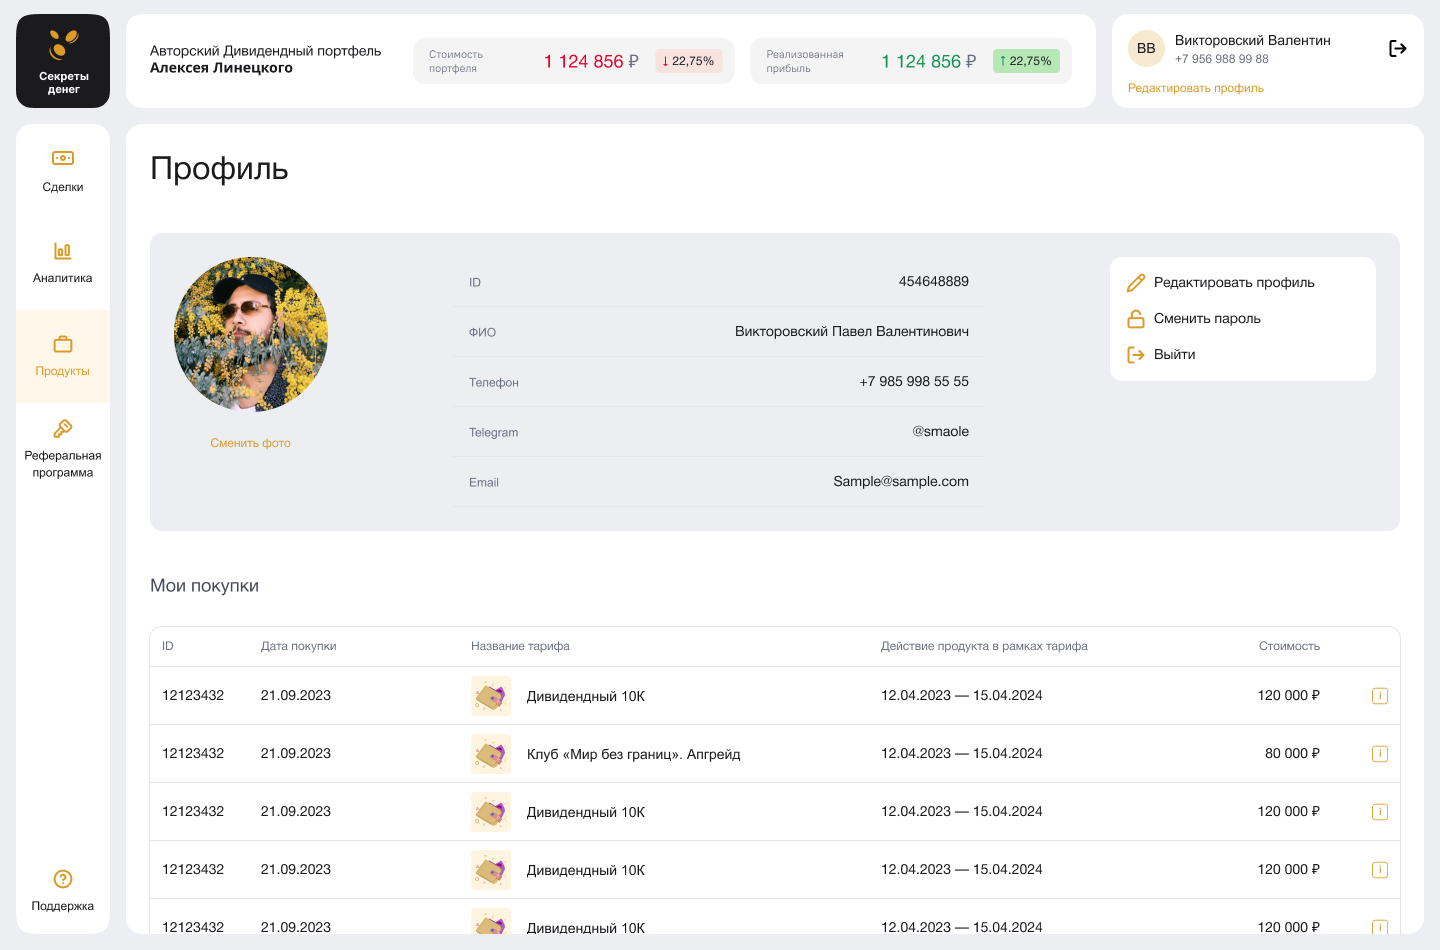 Секреты
денег
Авторский Дивидендный портфель
Алексея Линецкого
Стоимость
портфеля
1 124 856 ₽
↓ 22,75%
Реализованная
прибыль
1 124 856 ₽
↑ 22,75%
ВВ
Викторовский Валентин
+7 956 988 99 88
Редактировать профиль
Сделки
Аналитика
Продукты
Реферальная
программа
Поддержка
Профиль
Сменить фото
ID 454648889
ФИО Викторовский Павел Валентинович
Телефон +7 985 998 55 55
Telegram @smaole
Email Sample@sample.com
Редактировать профиль
Сменить пароль
Выйти
Мои покупки
ID Дата покупки Название тарифа Действие продукта в рамках тарифа Стоимость
12123432 21.09.2023 Дивидендный 10К 12.04.2023 — 15.04.2024 120 000 ₽ i
12123432 21.09.2023 Клуб «Мир без границ». Апгрейд 12.04.2023 — 15.04.2024 80 000 ₽ i
12123432 21.09.2023 Дивидендный 10К 12.04.2023 — 15.04.2024 120 000 ₽ i
12123432 21.09.2023 Дивидендный 10К 12.04.2023 — 15.04.2024 120 000 ₽ i
12123432 21.09.2023 Дивидендный 10К 12.04.2023 — 15.04.2024 120 000 ₽ i